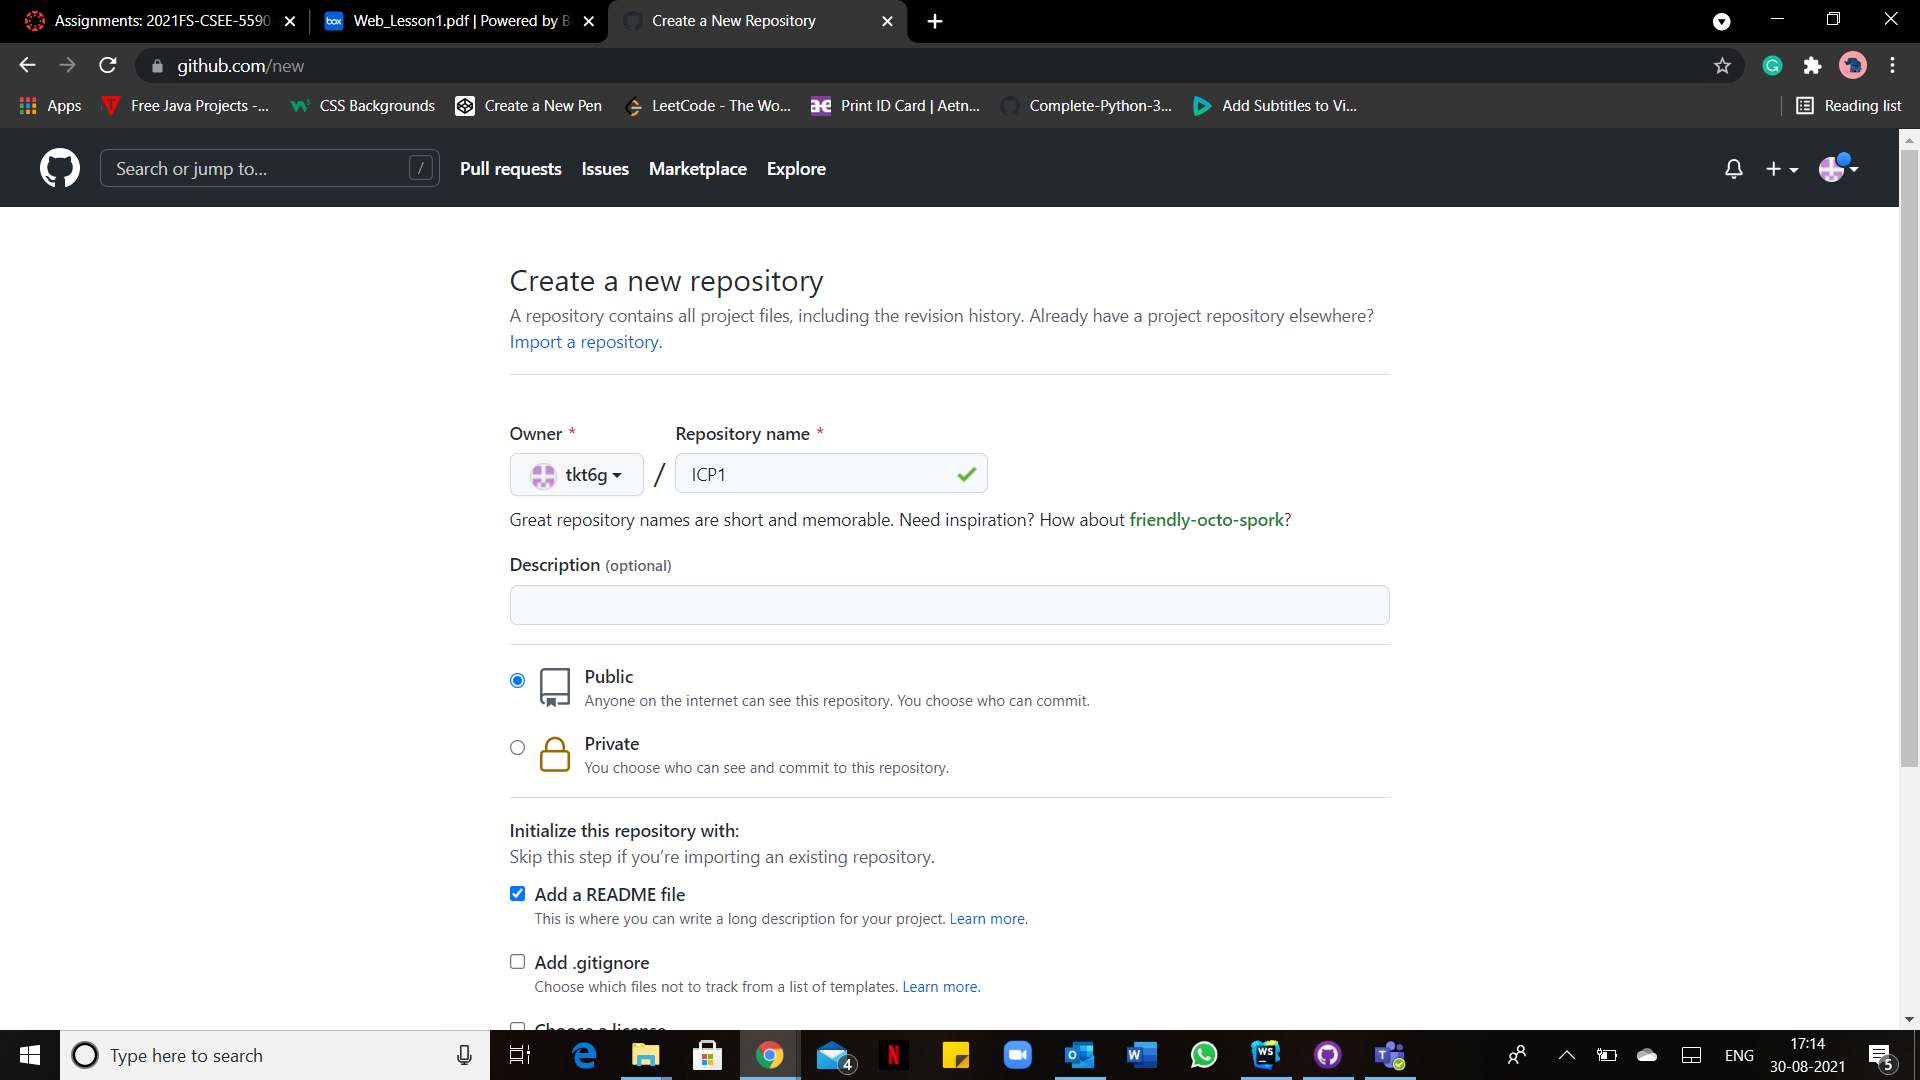 Assignments: 2021FS-CSEE-5590-
Web_Lesson1.pdf | Powered by B
Create a New Repository
github.com/new
Apps
Free Java Projects -...
CSS Backgrounds
Create a New Pen
LeetCode - The Wo...
Print ID Card | Aetn...
Complete-Python-3...
Add Subtitles to Vi...
Reading list
Search or jump to...
/
Pull requests
Issues
Marketplace
Explore
Create a new repository
A repository contains all project files, including the revision history. Already have a project repository elsewhere?
Import a repository.
Owner *
Repository name *
tkt6g
/
ICP1
Great repository names are short and memorable. Need inspiration? How about friendly-octo-spork?
Description (optional)
Public
Anyone on the internet can see this repository. You choose who can commit.
Private
You choose who can see and commit to this repository.
Initialize this repository with:
Skip this step if you're importing an existing repository.
Add a README file
This is where you can write a long description for your project. Learn more.
Add .gitignore
Choose which files not to track from a list of templates. Learn more.
Choose a license
Type here to search
4
ENG
17:14
30-08-2021
5